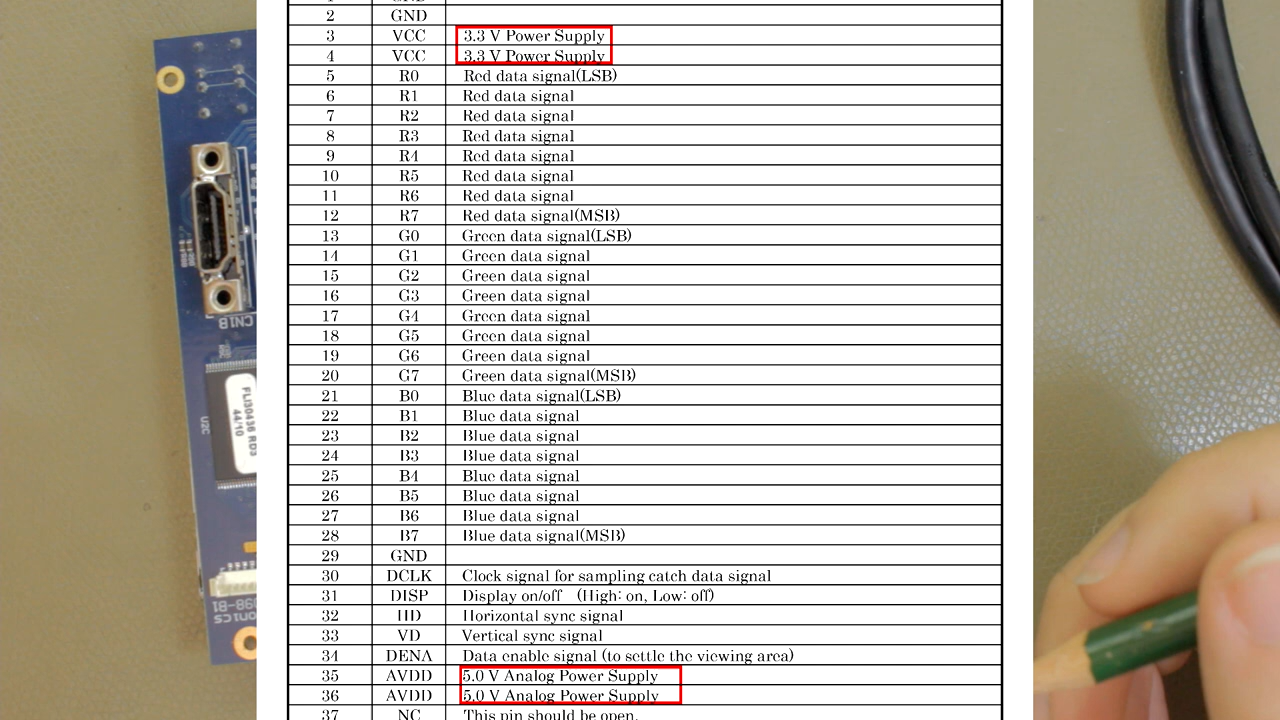 2 GND
3 VCC 3.3 V Power Supply
4 VCC 3.3 V Power Supply
5 R0 Red data signal(LSB)
6 R1 Red data signal
7 R2 Red data signal
8 R3 Red data signal
9 R4 Red data signal
10 R5 Red data signal
11 R6 Red data signal
12 R7 Red data signal(MSB)
13 G0 Green data signal(LSB)
14 G1 Green data signal
15 G2 Green data signal
16 G3 Green data signal
17 G4 Green data signal
18 G5 Green data signal
19 G6 Green data signal
20 G7 Green data signal(MSB)
21 B0 Blue data signal(LSB)
22 B1 Blue data signal
23 B2 Blue data signal
24 B3 Blue data signal
25 B4 Blue data signal
26 B5 Blue data signal
27 B6 Blue data signal
28 B7 Blue data signal(MSB)
29 GND
30 DCLK Clock signal for sampling catch data signal
31 DISP Display on/off (High: on, Low: off)
32 HD Horizontal sync signal
33 VD Vertical sync signal
34 DENA Data enable signal (to settle the viewing area)
35 AVDD 5.0 V Analog Power Supply
36 AVDD 5.0 V Analog Power Supply
37 NC This pin should be open.
CN1B
U2C
FLI30436 RD3
44/10